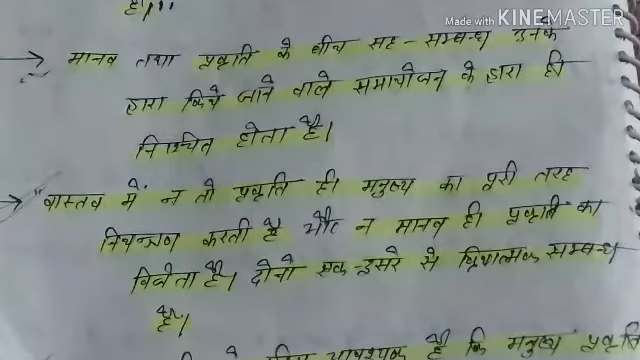 है।
Made with KINEMASTER
→ मानव तथा प्रकृति के बीच सह-सम्बन्ध उनके
द्वारा किये जाने वाले समायोजन के द्वारा ही
निश्चित होता है।
→ वास्तव में न तो प्रकृति ही मनुष्य का पूरी तरह
नियन्त्रण करती है और न मानव ही प्रकृति का
विजेता है। दोनों एक-दूसरे से क्रियात्मक सम्बन्ध
है।
आवश्यक है कि मनुष्य प्रकृति